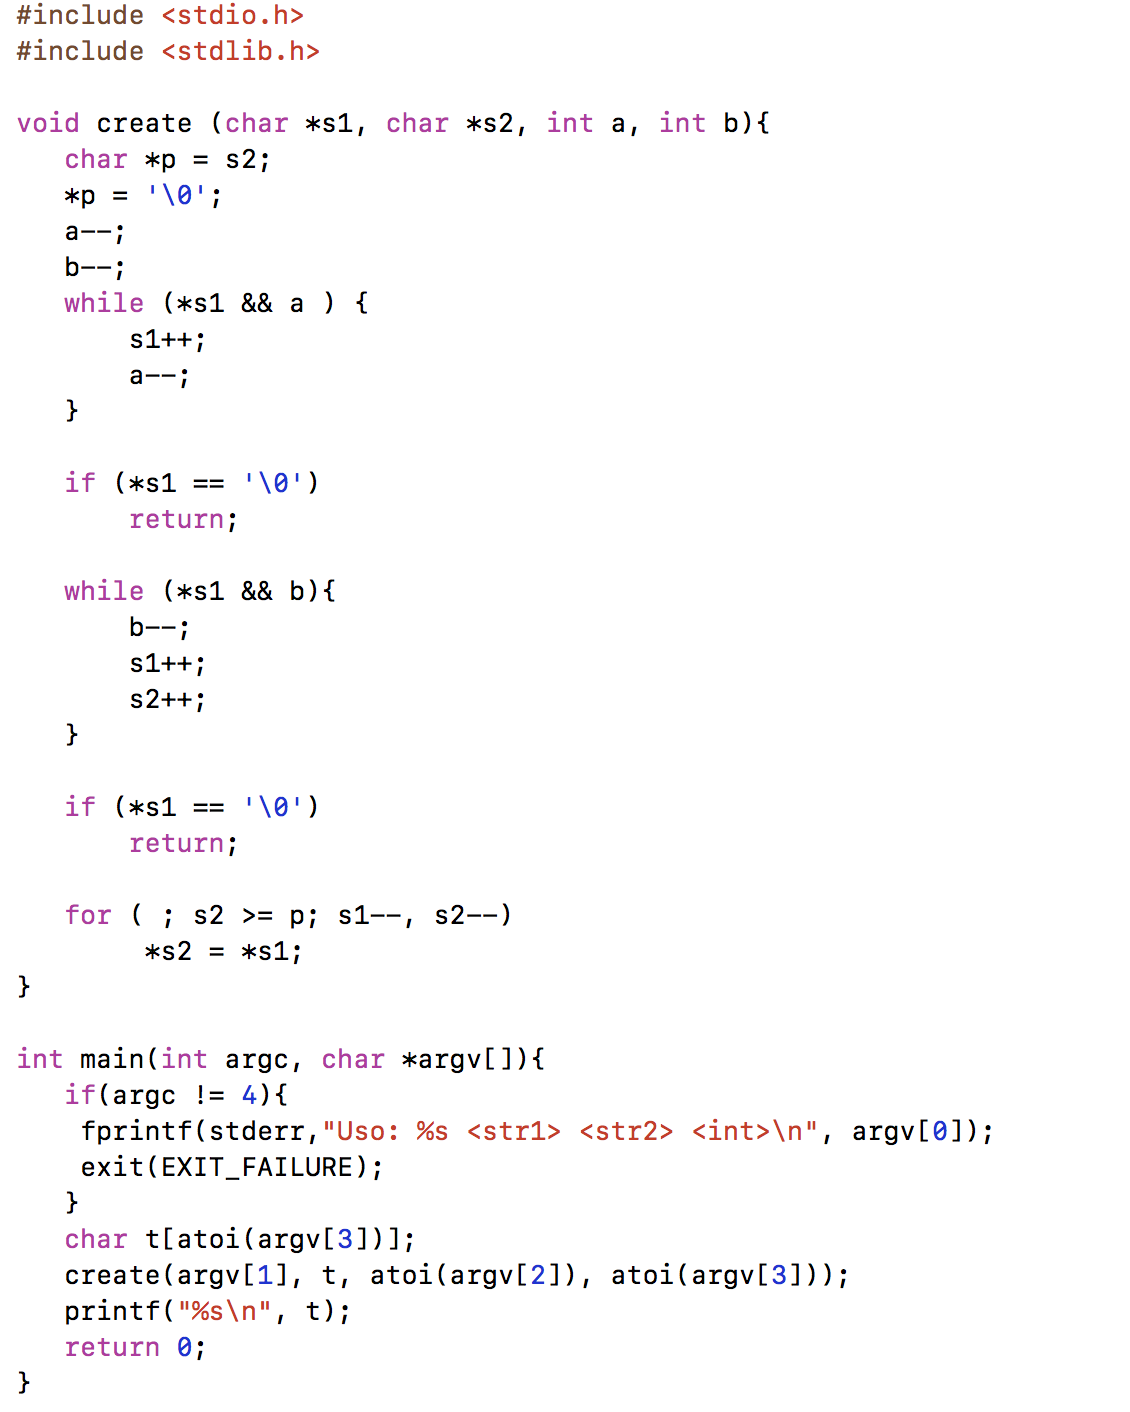 #include <stdio.h>
#include <stdlib.h>

void create (char *s1, char *s2, int a, int b){
   char *p = s2;
   *p = '\0';
   a--;
   b--;
   while (*s1 && a ) {
       s1++;
       a--;
   }

   if (*s1 == '\0')
       return;

   while (*s1 && b){
       b--;
       s1++;
       s2++;
   }

   if (*s1 == '\0')
       return;

   for ( ; s2 >= p; s1--, s2--)
        *s2 = *s1;
}

int main(int argc, char *argv[]){
   if(argc != 4){
    fprintf(stderr,"Uso: %s <str1> <str2> <int>\n", argv[0]);
    exit(EXIT_FAILURE);
   }
   char t[atoi(argv[3])];
   create(argv[1], t, atoi(argv[2]), atoi(argv[3]));
   printf("%s\n", t);
   return 0;
}